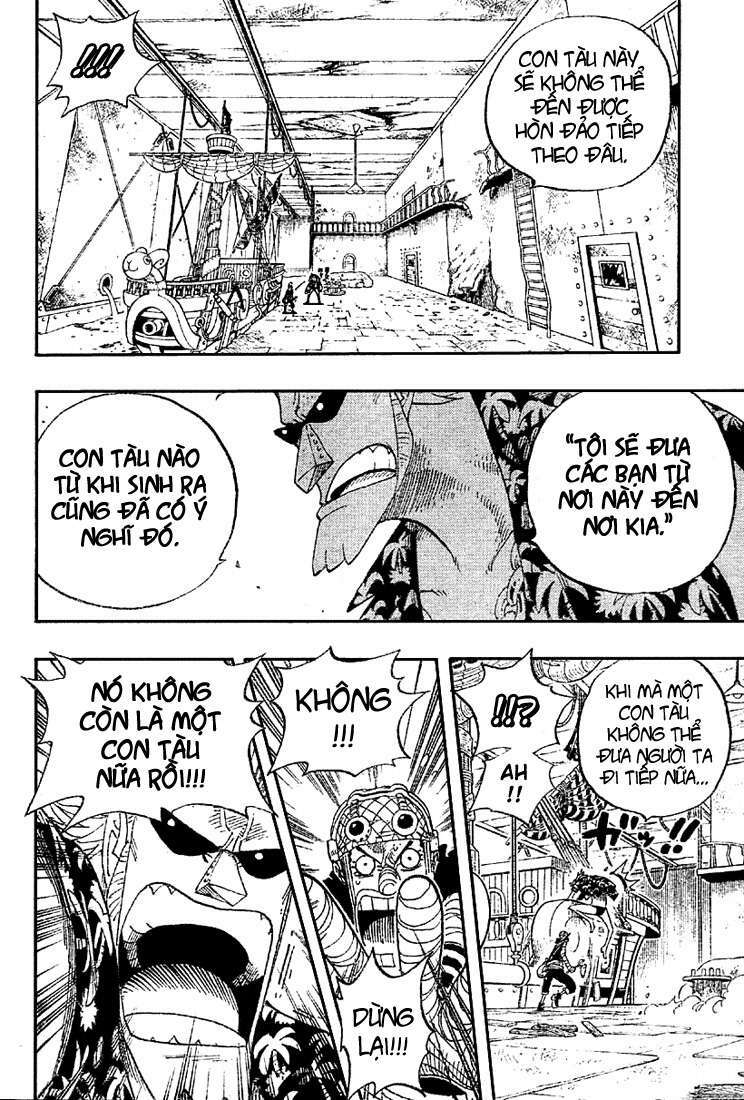 CON TÀU NÀY
SẼ KHÔNG THỂ
ĐẾN ĐƯỢC
HÒN ĐẢO TIẾP
THEO ĐÂU.
!!!
"TÔI SẼ ĐƯA
CÁC BẠN TỪ
NƠI NÀY ĐẾN
NƠI KIA."
CON TÀU NÀO
TỪ KHI SINH RA
CŨNG ĐÃ CÓ Ý
NGHĨ ĐÓ.
KHI MÀ MỘT
CON TÀU
KHÔNG THỂ
ĐƯA NGƯỜI TA
ĐI TIẾP NỮA...
ガッ!!
!!?
AH
!!
KHÔNG
!!!
DỪNG
LẠI!!!
NÓ KHÔNG
CÒN LÀ MỘT
CON TÀU
NỮA RỒI!!!!